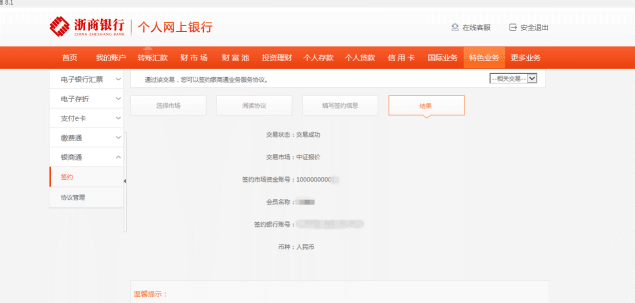 8.1
浙商银行 个人网上银行
CHINA ZHESHANG BANK
在线客服 安全退出
首页 我的账户 转账汇款 财 市 场 财 富 池 投资理财 个人存款 个人贷款 信 用 卡 国际业务 特色业务 更多业务
电子银行汇票
电子存折
支付e卡
缴费通
银商通
签约
协议管理
通过该交易，您可以签约银商通业务服务协议。
---相关交易---
选择市场 阅读协议 填写签约信息 结果
交易状态：交易成功
交易市场：中证报价
签约市场资金账号：1000000000
会员名称：
签约银行账号：
币种：人民币
温馨提示：